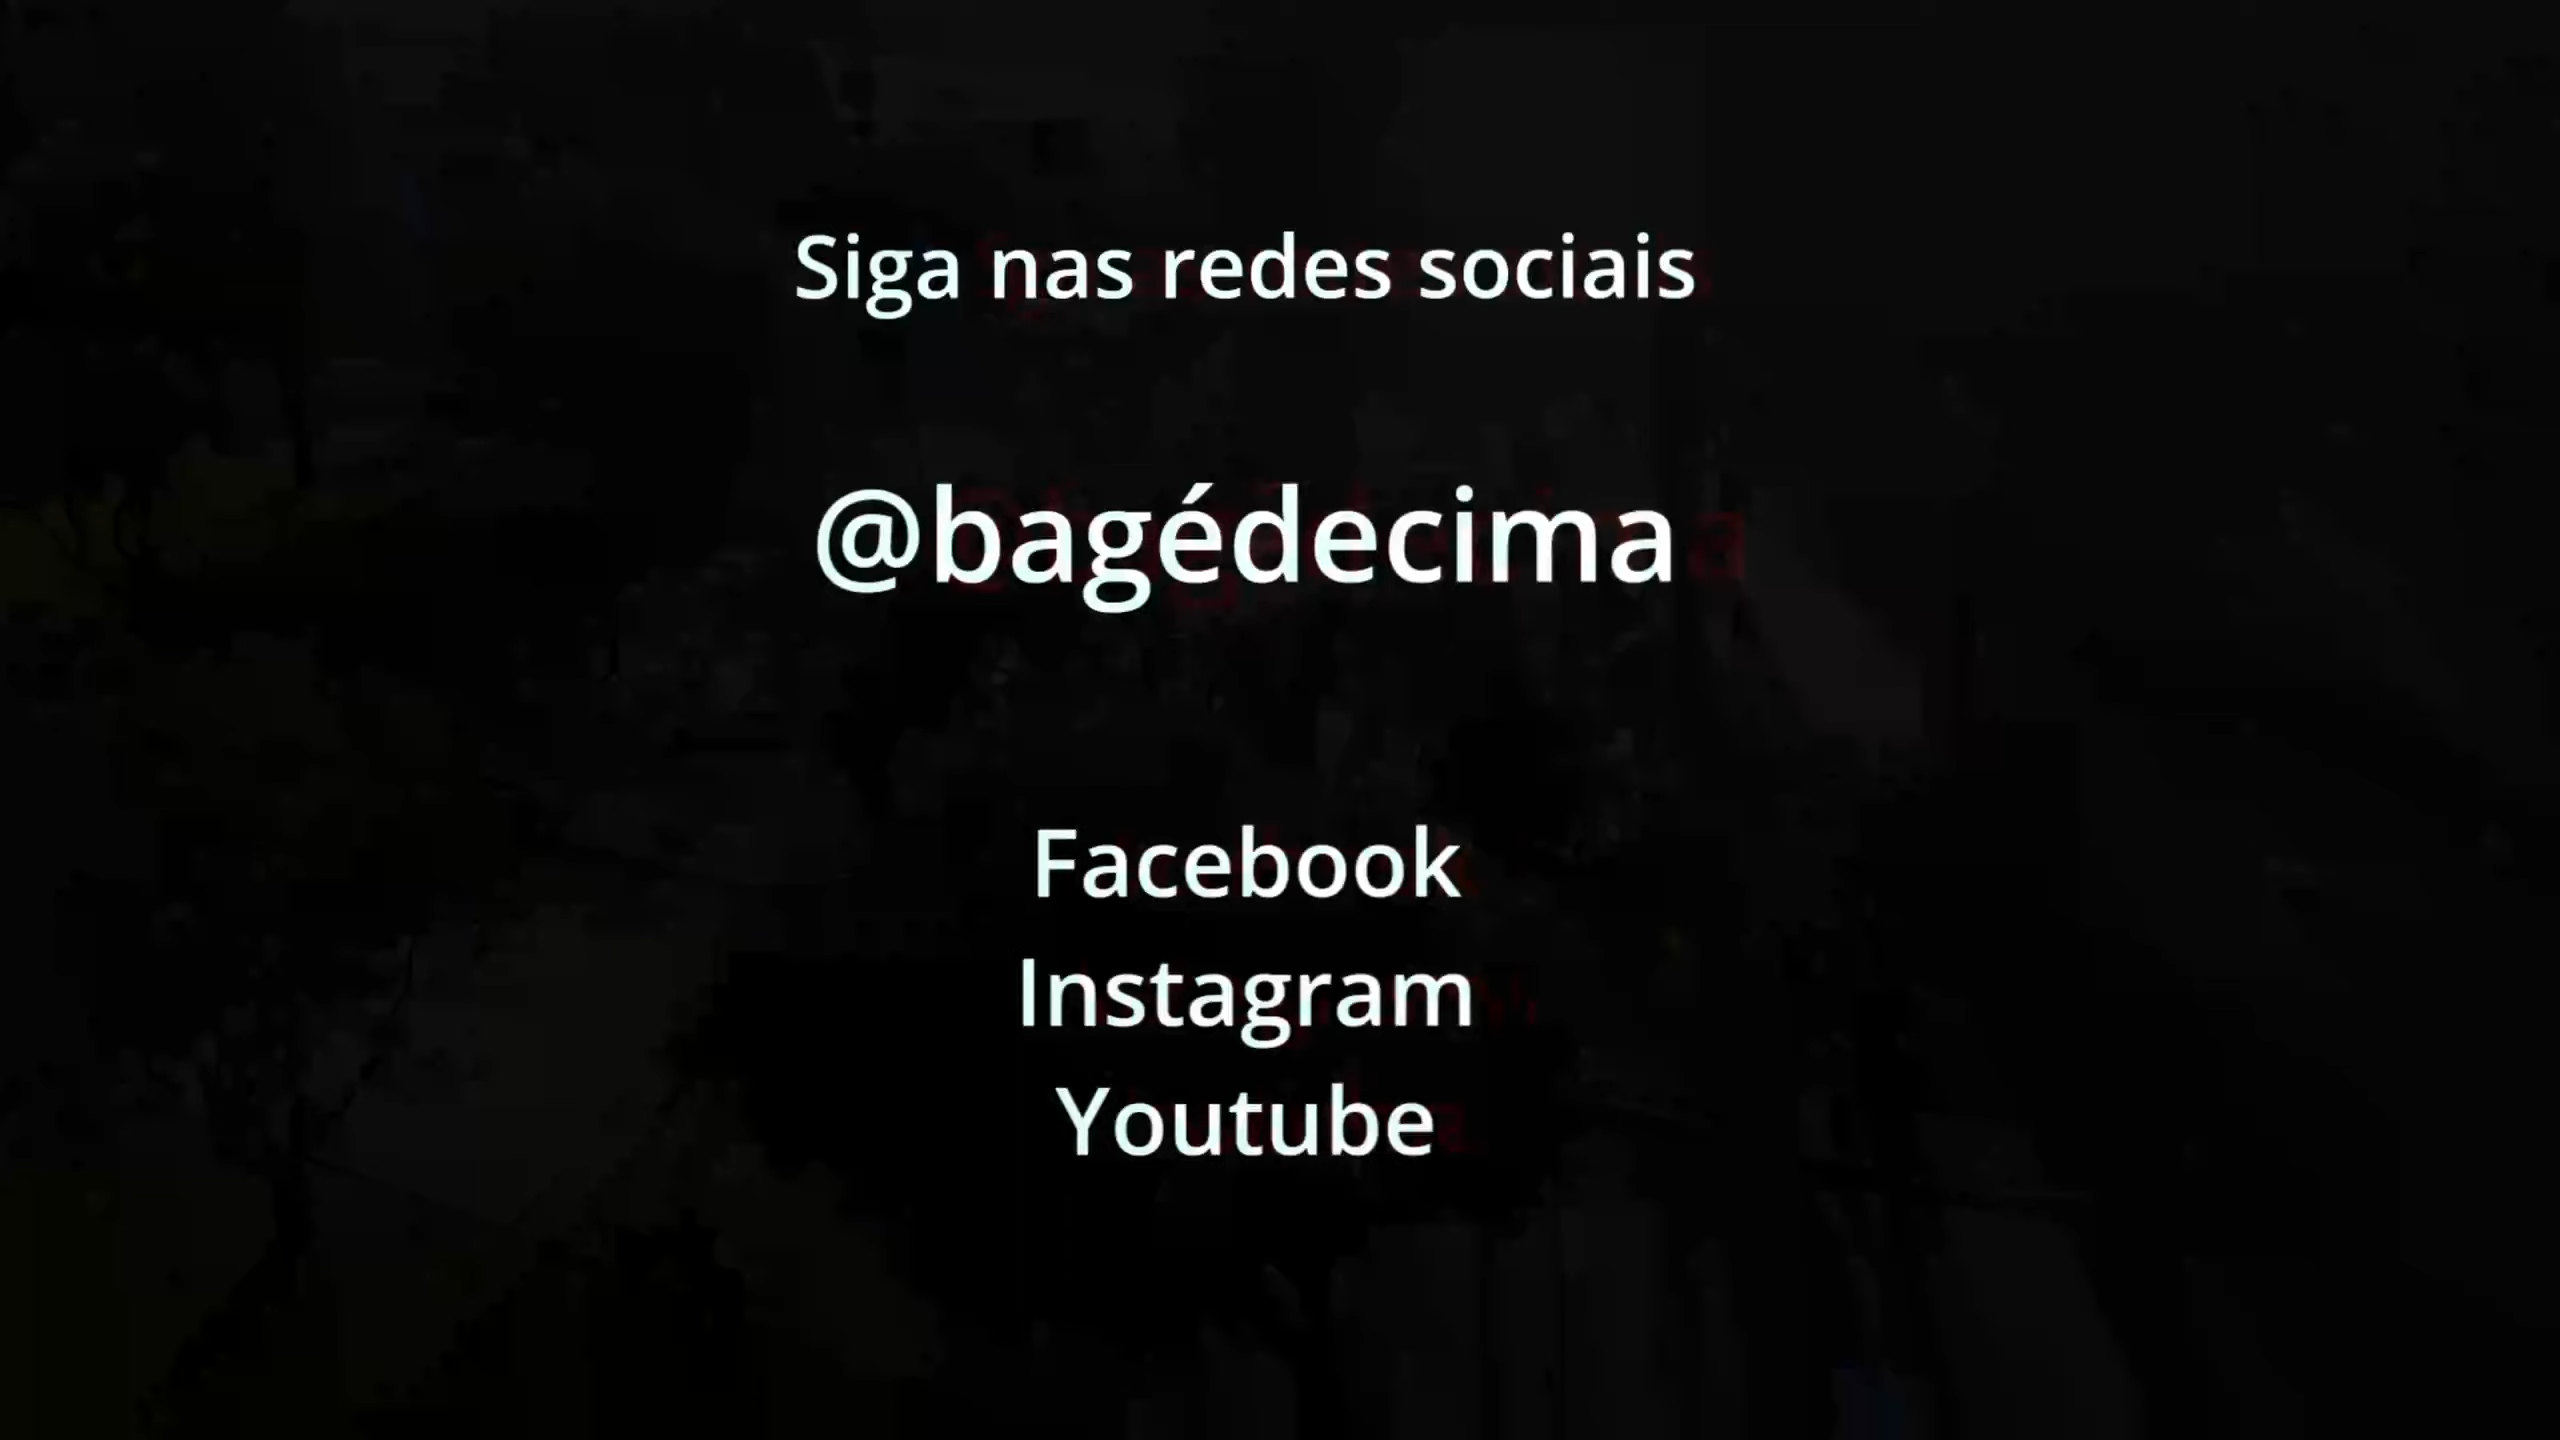 Siga nas redes sociais
@bagédecima
Facebook
Instagram
Youtube